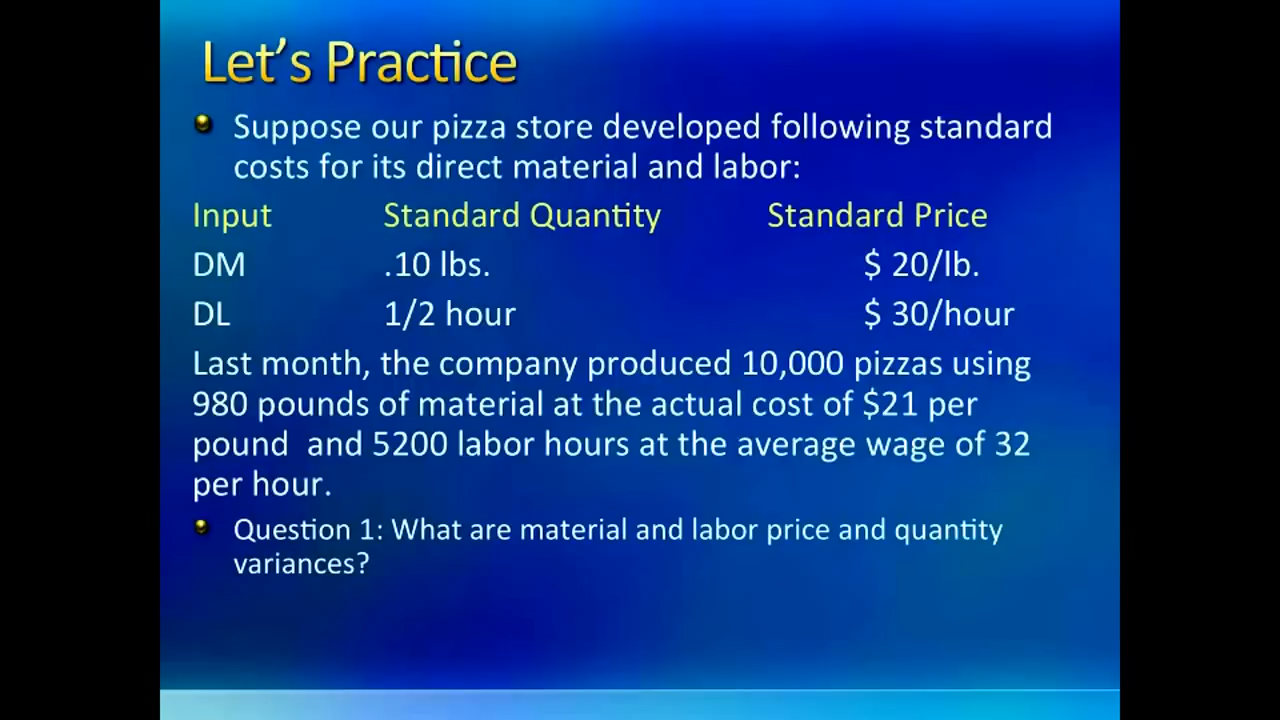 Let's Practice
Suppose our pizza store developed following standard
costs for its direct material and labor:
Input Standard Quantity Standard Price
DM .10 lbs. $ 20/lb.
DL 1/2 hour $ 30/hour
Last month, the company produced 10,000 pizzas using
980 pounds of material at the actual cost of $21 per
pound  and 5200 labor hours at the average wage of 32
per hour.
Question 1: What are material and labor price and quantity
variances?